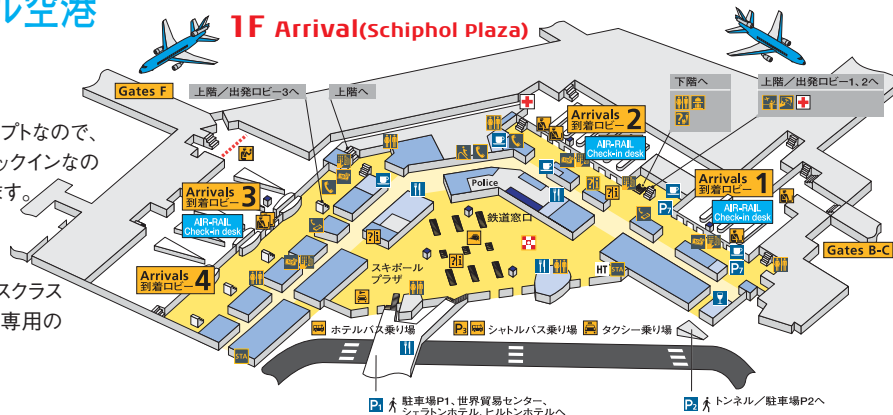 ル空港
1F Arrival(Schiphol Plaza)
Gates F
上階／出発ロビー3へ
上階へ
下階へ
上階／出発ロビー1、2へ
プトなので、
ックインなの
ます。
Arrivals 2
到着ロビー
AIR-RAIL
Check-in desk
Arrivals 1
到着ロビー
AIR-RAIL
Check-in desk
Police
Arrivals 3
到着ロビー
AIR-RAIL
Check-in desk
鉄道窓口
Gates B-C
Arrivals 4
到着ロビー
スキポール
プラザ
HT
STA
スクラス
専用の
P3
ホテルバス乗り場
シャトルバス乗り場
タクシー乗り場
STA
P7
P7
P1
駐車場P1、世界貿易センター、
シェラトンホテル、ヒルトンホテルへ
P2
トンネル／駐車場P2へ